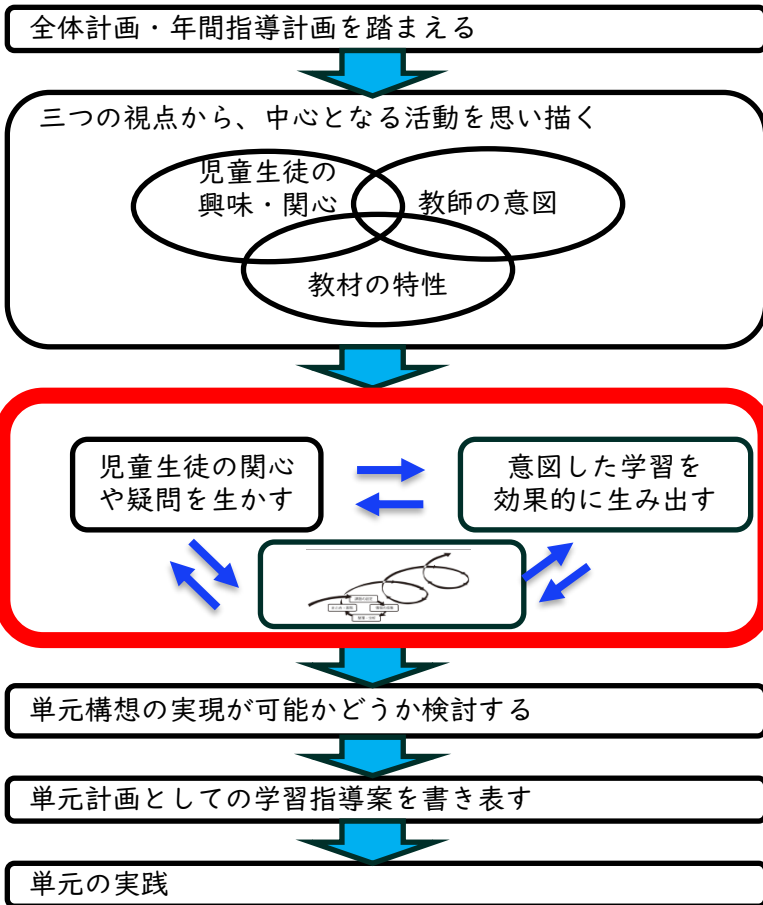 全体計画・年間指導計画を踏まえる
三つの視点から、中心となる活動を思い描く
児童生徒の
興味・関心
教師の意図
教材の特性
児童生徒の関心
や疑問を生かす
意図した学習を
効果的に生み出す
単元構想の実現が可能かどうか検討する
単元計画としての学習指導案を書き表す
単元の実践